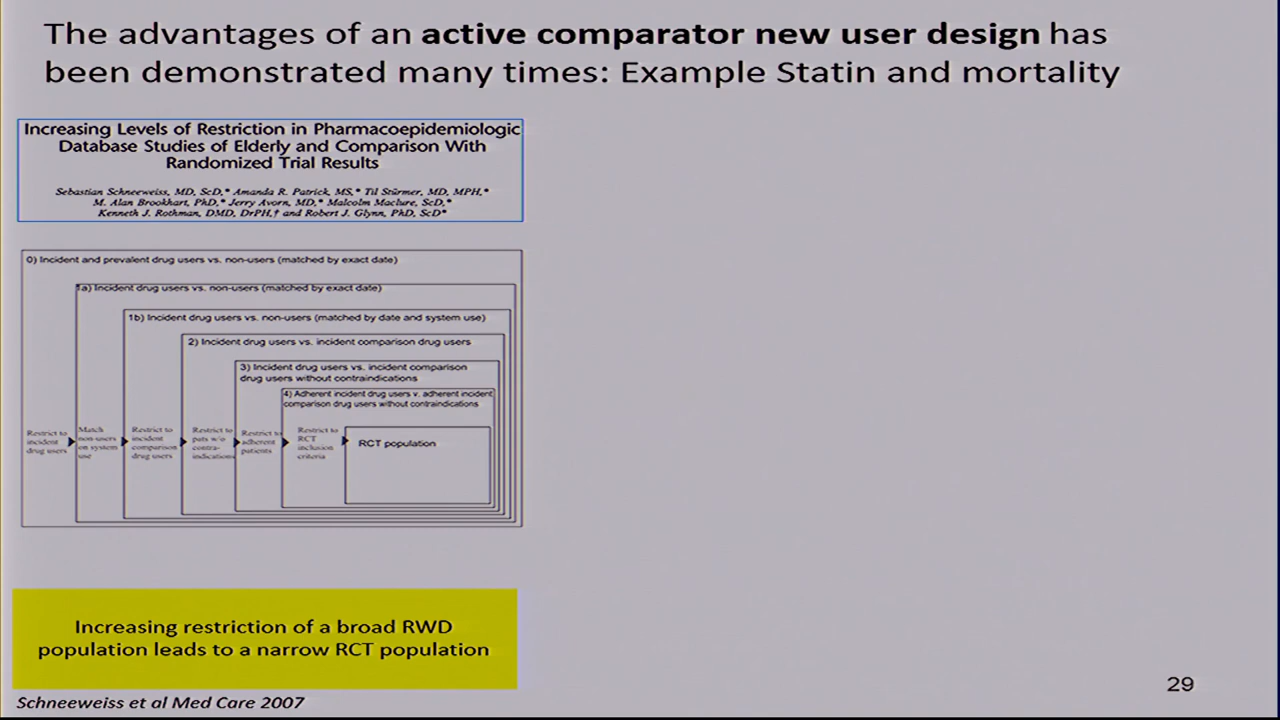 The advantages of an active comparator new user design has
been demonstrated many times: Example Statin and mortality
Increasing Levels of Restriction in Pharmacoepidemiologic
Database Studies of Elderly and Comparison With
Randomized Trial Results
Sebastian Schneeweiss, MD, ScD,* Amanda R. Patrick, MS,* Til Stürmer, MD, MPH,*
M. Alan Brookhart, PhD,* Jerry Avorn, MD,* Malcolm Maclure, ScD,*
Kenneth J. Rothman, DMD, DrPH,† and Robert J. Glynn, PhD, ScD*
0) Incident and prevalent drug users vs. non-users (matched by exact date)
1a) Incident drug users vs. non-users (matched by exact date)
1b) Incident drug users vs. non-users (matched by date and system use)
2) Incident drug users vs. incident comparison drug users
3) Incident drug users vs. incident comparison
drug users without contraindications
4) Adherent incident drug users v. adherent incident
comparison drug users without contraindications
Restrict to
incident
drug users
Match
non-users
on system
use
Restrict to
incident
comparison
drug users
Restrict to
pats w/o
contra-
indications
Restrict to
adherent
patients
Restrict to
RCT
inclusion
criteria
RCT population
Increasing restriction of a broad RWD
population leads to a narrow RCT population
Schneeweiss et al Med Care 2007
29